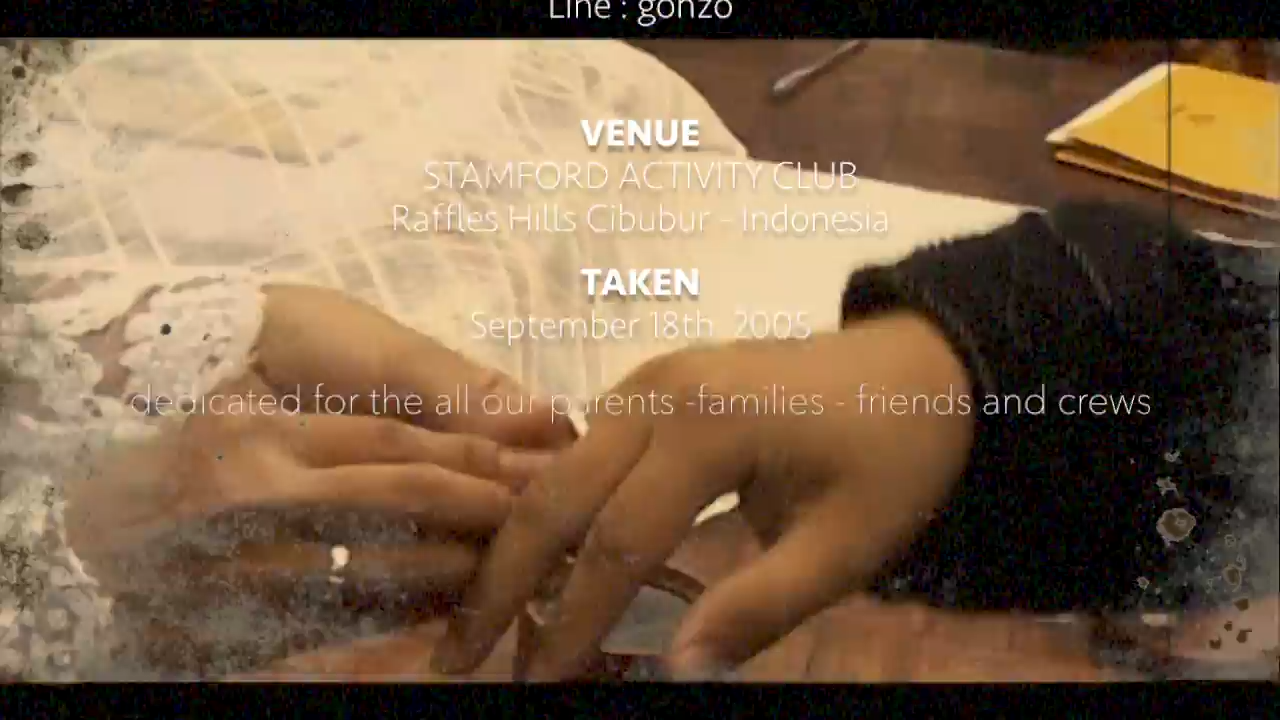 Line : gonzo
VENUE
STAMFORD ACTIVITY CLUB
Raffles Hills Cibubur - Indonesia
TAKEN
September 18th 2005
dedicated for the all our parents -families - friends and crews